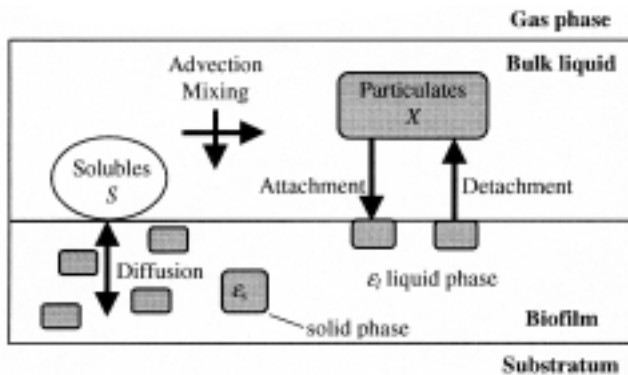 Gas phase
Bulk liquid
Advection
Mixing
Particulates
X
Solubles
S
Attachment
Detachment
Diffusion
εs
εl liquid phase
solid phase
Biofilm
Substratum